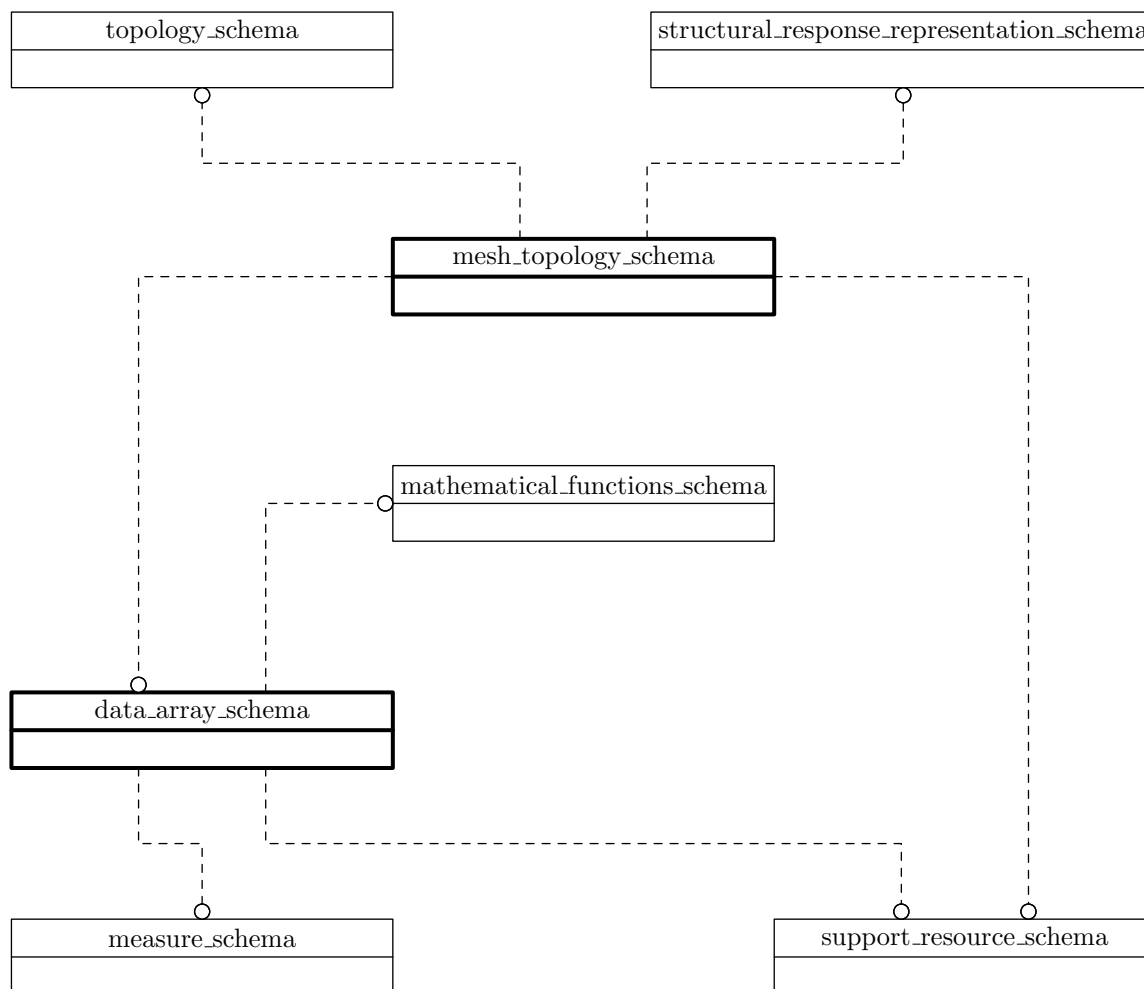 topology_schema
structural_response_representation_schema
mesh_topology_schema
mathematical_functions_schema
data_array_schema
measure_schema
support_resource_schema